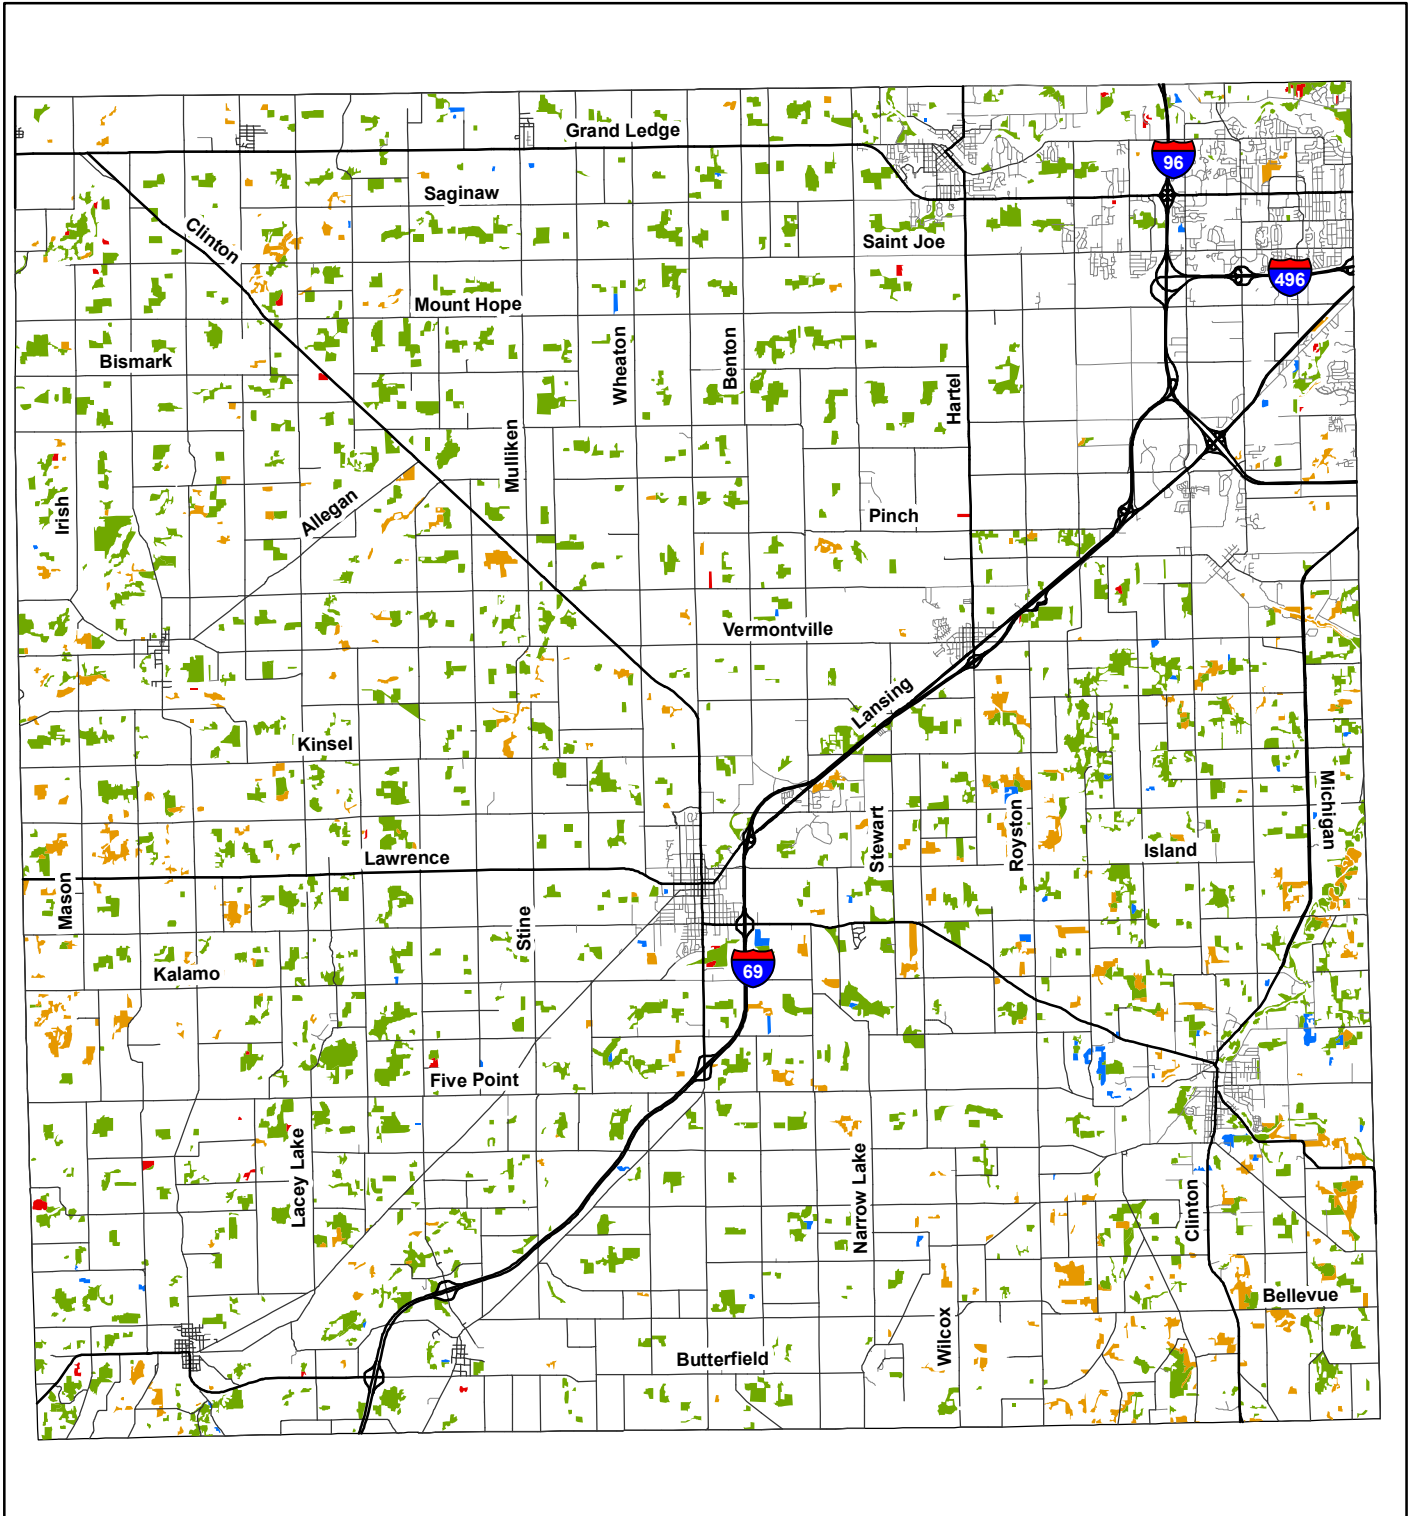 Grand Ledge
96
Saginaw
Clinton
Saint Joe
496
Mount Hope
Bismark
Wheaton
Benton
Hartel
Mulliken
Irish
Allegan
Pinch
Vermontville
Lansing
Kinsel
Michigan
Stewart
Royston
Island
Lawrence
Mason
Stine
Kalamo
69
Five Point
Lacey Lake
Narrow Lake
Clinton
Bellevue
Wilcox
Butterfield